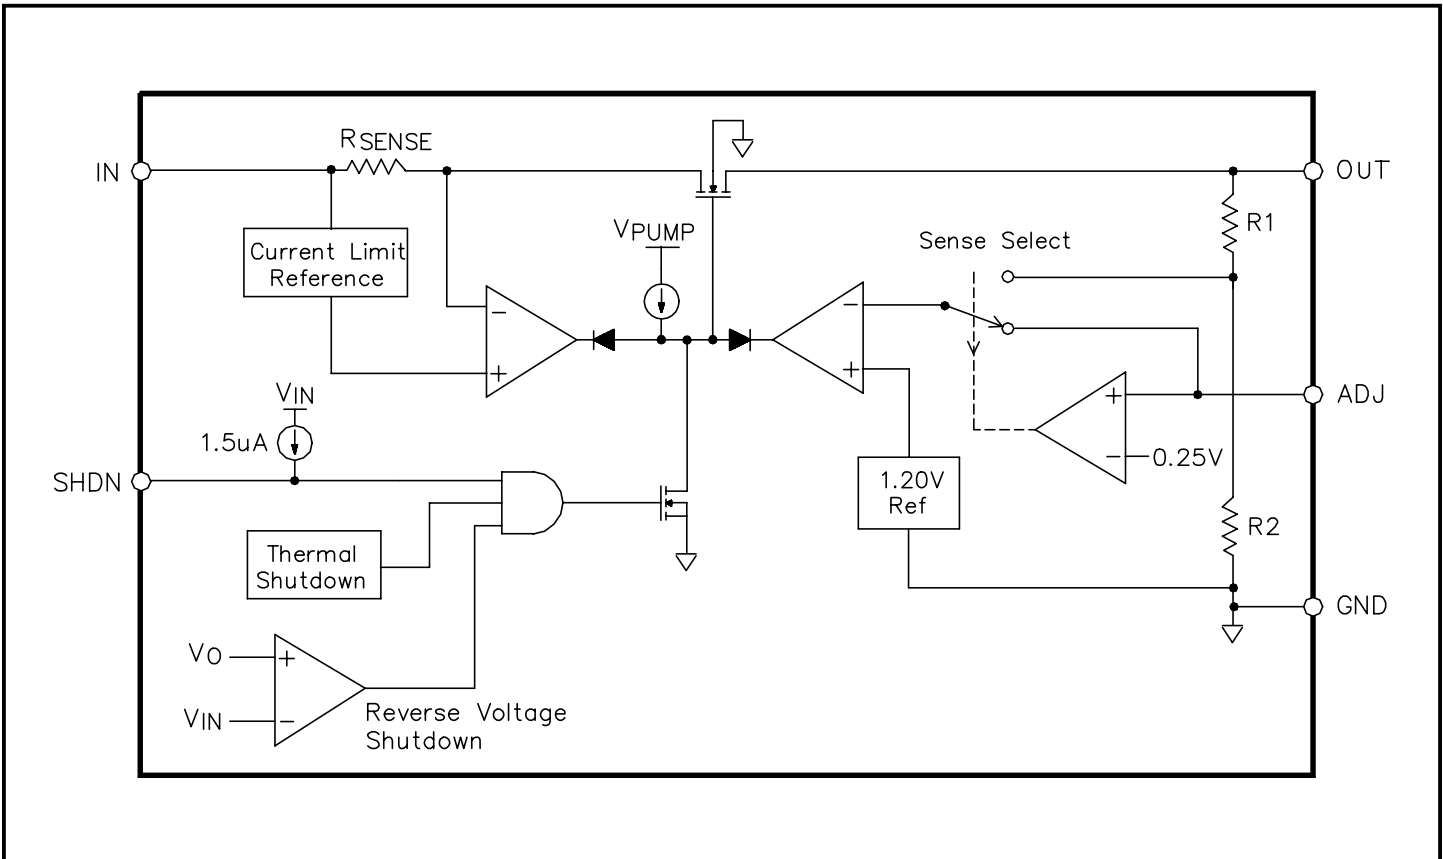 RSENSE
IN
OUT
Current Limit
Reference
VPUMP
Sense Select
R1
-
+
-
+
VIN
1.5uA
SHDN
+
-
0.25V
ADJ
1.20V
Ref
R2
Thermal
Shutdown
GND
VO
+
VIN
-
Reverse Voltage
Shutdown